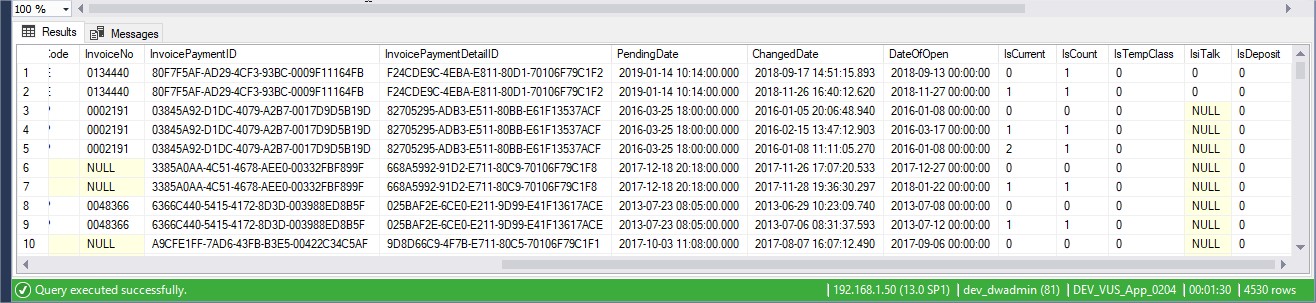 100 %
Results Messages
ode InvoiceNo InvoicePaymentID InvoicePaymentDetailID PendingDate ChangedDate DateOfOpen IsCurrent IsCount IsTempClass IsiTalk IsDeposit
1 0134440 80F7F5AF-AD29-4CF3-93BC-0009F11164FB F24CDE9C-4EBA-E811-80D1-70106F79C1F2 2019-01-14 10:14:00.000 2018-09-17 14:51:15.893 2018-09-13 00:00:00 0 1 0 0 0
2 0134440 80F7F5AF-AD29-4CF3-93BC-0009F11164FB F24CDE9C-4EBA-E811-80D1-70106F79C1F2 2019-01-14 10:14:00.000 2018-11-26 16:40:12.620 2018-11-27 00:00:00 1 1 0 0 0
3 0002191 03845A92-D1DC-4079-A2B7-0017D9D5B19D 82705295-ADB3-E511-80BB-E61F13537ACF 2016-03-25 18:00:00.000 2016-01-05 20:06:48.940 2016-01-08 00:00:00 0 0 0 NULL 0
4 0002191 03845A92-D1DC-4079-A2B7-0017D9D5B19D 82705295-ADB3-E511-80BB-E61F13537ACF 2016-03-25 18:00:00.000 2016-02-15 13:47:12.903 2016-03-17 00:00:00 1 1 0 NULL 0
5 0002191 03845A92-D1DC-4079-A2B7-0017D9D5B19D 82705295-ADB3-E511-80BB-E61F13537ACF 2016-03-25 18:00:00.000 2016-01-08 11:11:05.270 2016-01-08 00:00:00 2 1 0 NULL 0
6 NULL 3385A0AA-4C51-4678-AEE0-00332FBF899F 668A5992-91D2-E711-80C9-70106F79C1F8 2017-12-18 20:18:00.000 2017-11-26 17:07:20.533 2017-12-27 00:00:00 0 0 0 NULL 0
7 NULL 3385A0AA-4C51-4678-AEE0-00332FBF899F 668A5992-91D2-E711-80C9-70106F79C1F8 2017-12-18 20:18:00.000 2017-11-28 19:36:30.297 2018-01-22 00:00:00 1 1 0 NULL 0
8 0048366 6366C440-5415-4172-8D3D-003988ED8B5F 025BAF2E-6CE0-E211-9D99-E41F13617ACE 2013-07-23 08:05:00.000 2013-06-29 10:23:09.740 2013-07-08 00:00:00 0 0 0 NULL 0
9 0048366 6366C440-5415-4172-8D3D-003988ED8B5F 025BAF2E-6CE0-E211-9D99-E41F13617ACE 2013-07-23 08:05:00.000 2013-07-06 08:31:37.593 2013-07-12 00:00:00 1 1 0 NULL 0
10 NULL A9CFE1FF-7AD6-43FB-B3E5-00422C34C5AF 9D8D66C9-4F7B-E711-80C5-70106F79C1F1 2017-10-03 11:08:00.000 2017-08-07 16:07:12.490 2017-09-06 00:00:00 0 0 0 NULL 0
Query executed successfully. 192.168.1.50 (13.0 SP1) dev_dwadmin (81) DEV_VUS_App_0204 00:01:30 4530 rows